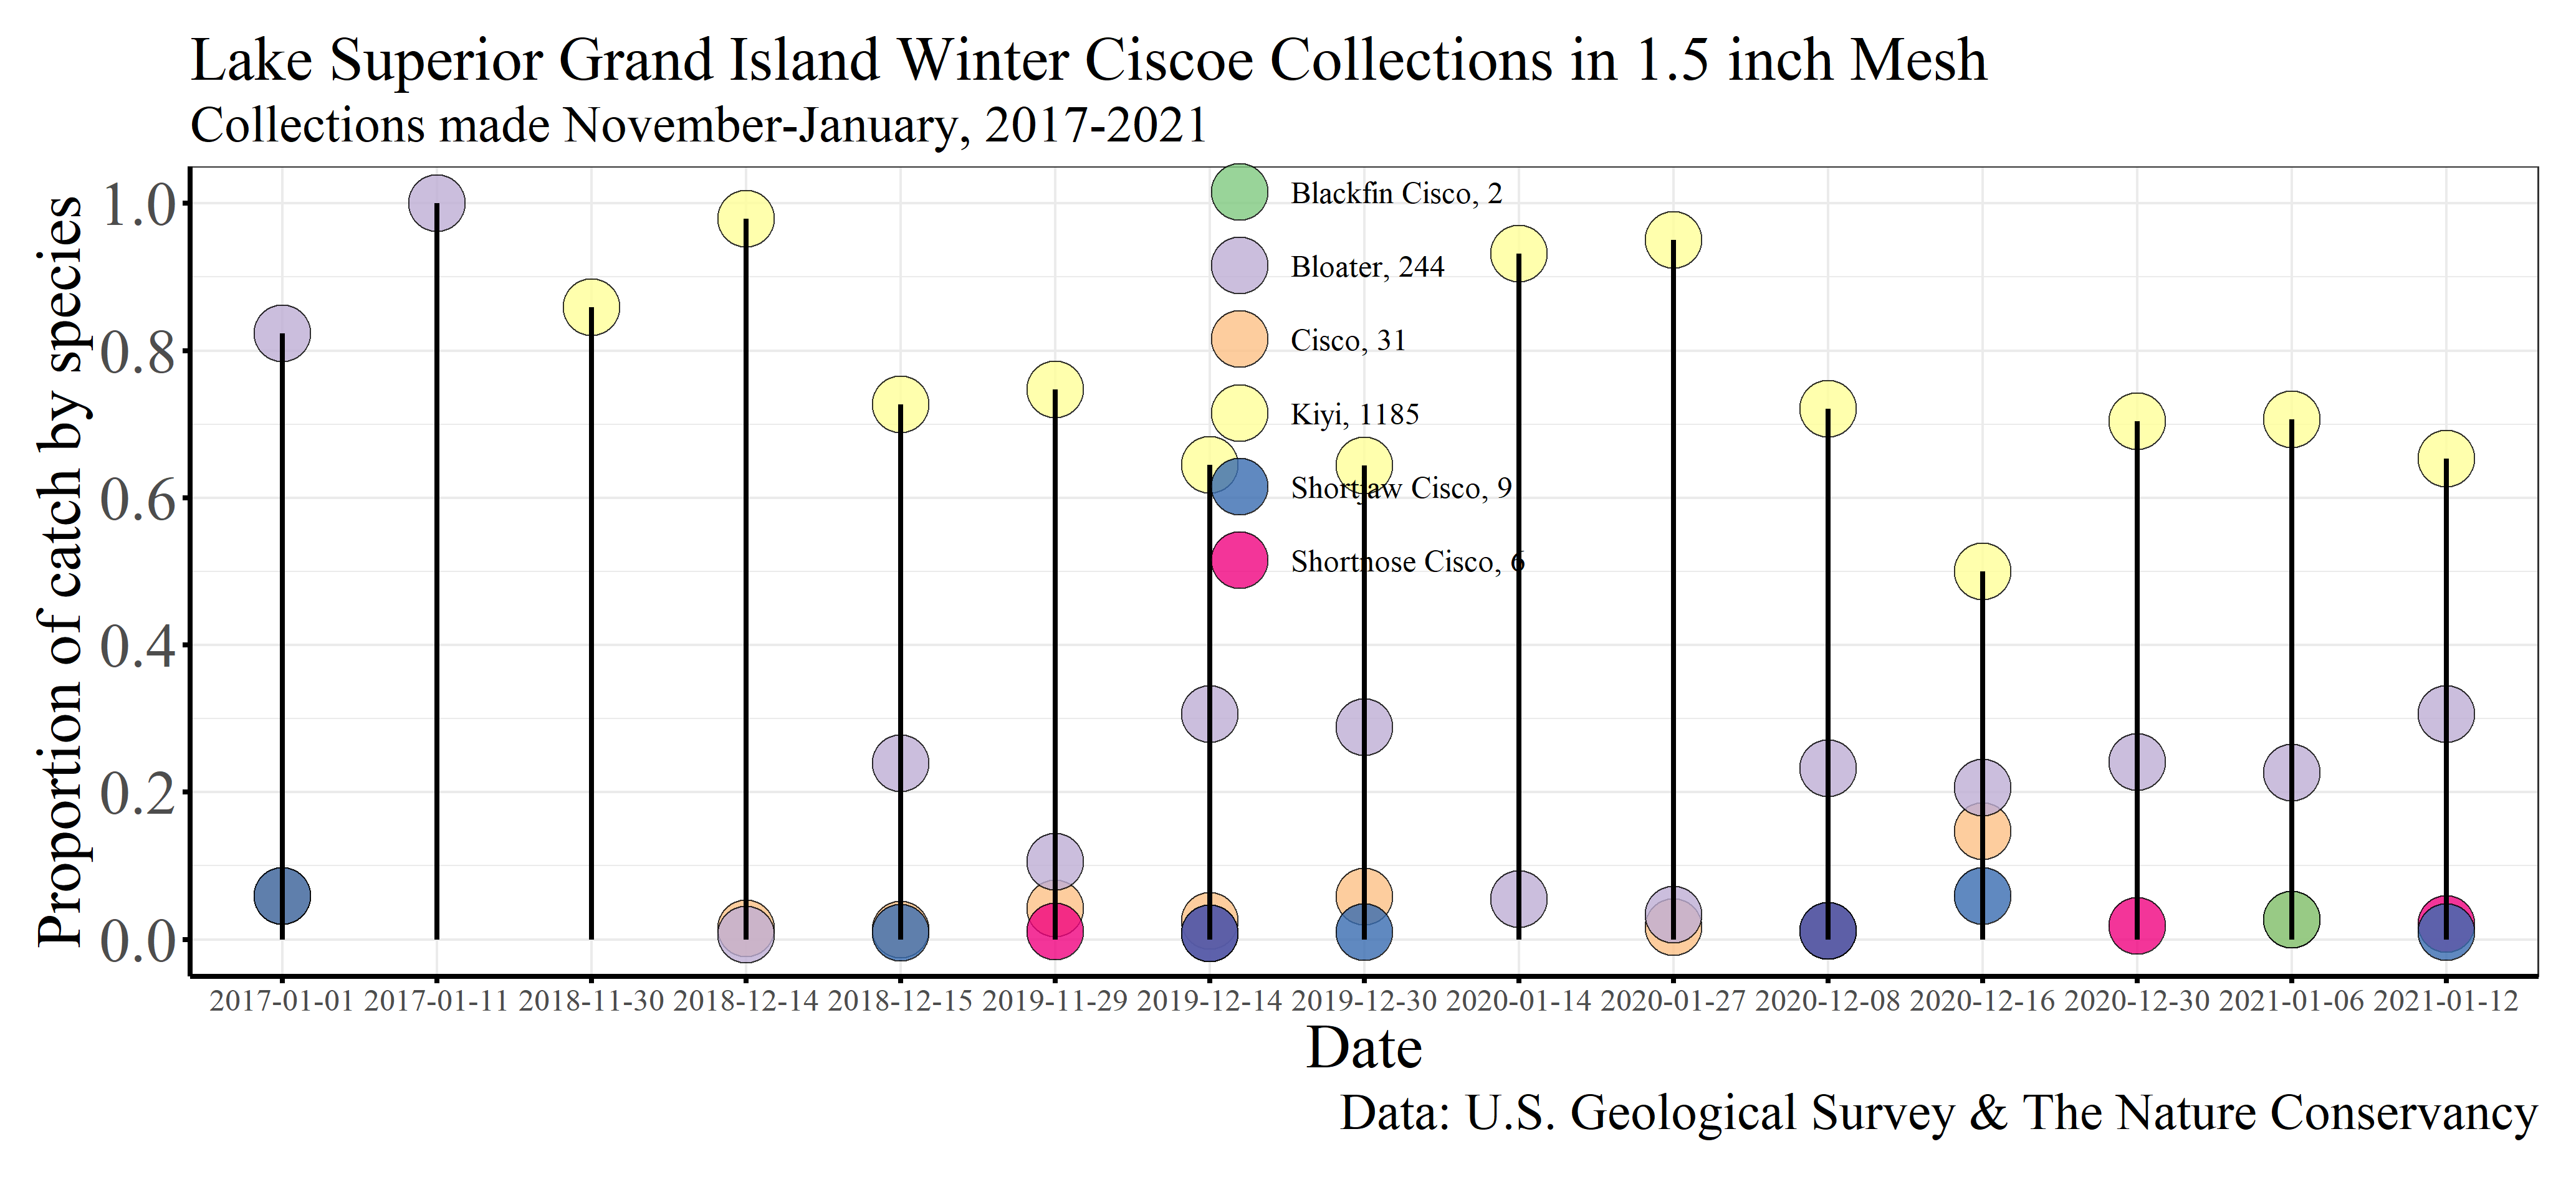 Lake Superior Grand Island Winter Ciscoe Collections in 1.5 inch Mesh
Collections made November-January, 2017-2021
Proportion of catch by species
1.0
0.8
0.6
0.4
0.2
0.0
Blackfin Cisco, 2
Bloater, 244
Cisco, 31
Kiyi, 1185
Shortjaw Cisco, 9
Shortnose Cisco, 6
2017-01-01 2017-01-11 2018-11-30 2018-12-14 2018-12-15 2019-11-29 2019-12-14 2019-12-30 2020-01-14 2020-01-27 2020-12-08 2020-12-16 2020-12-30 2021-01-06 2021-01-12
Date
Data: U.S. Geological Survey & The Nature Conservancy